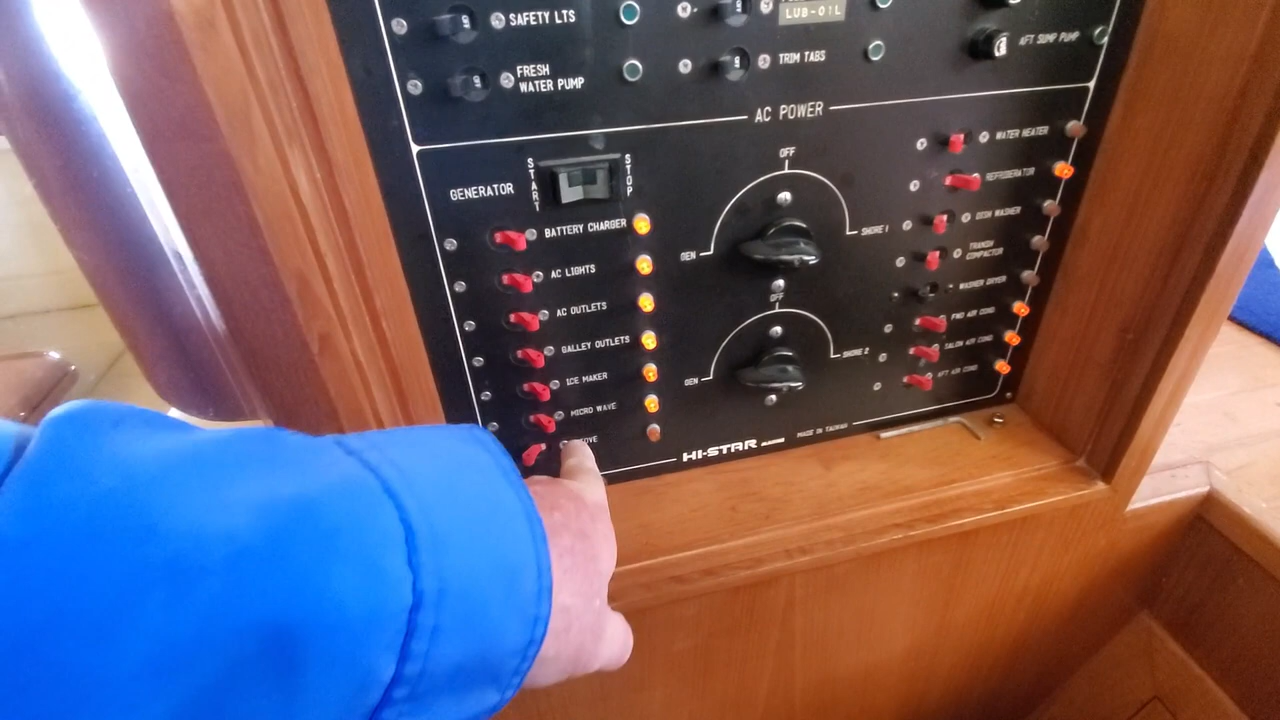 SAFETY LTS
FRESH
WATER PUMP
LUB-OIL
TRIM TABS
AFT SUMP PUMP
AC POWER
GENERATOR
START
STOP
BATTERY CHARGER
AC LIGHTS
AC OUTLETS
GALLEY OUTLETS
ICE MAKER
MICRO WAVE
OFF
GEN
SHORE 1
OFF
GEN
SHORE 2
WATER HEATER
REFRIGERATOR
DISH WASHER
TRASH
COMPACTOR
WASHER DRYER
FWD AIR COND
SALON AIR COND
AFT AIR COND
HI-STAR MARINE
MADE IN TAIWAN